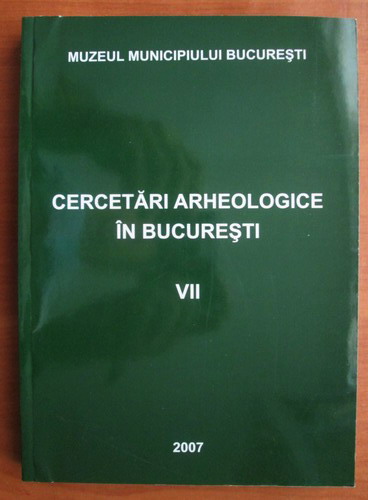 MUZEUL MUNICIPIULUI BUCUREŞTI
CERCETĂRI ARHEOLOGICE
ÎN BUCUREŞTI
VII
2007